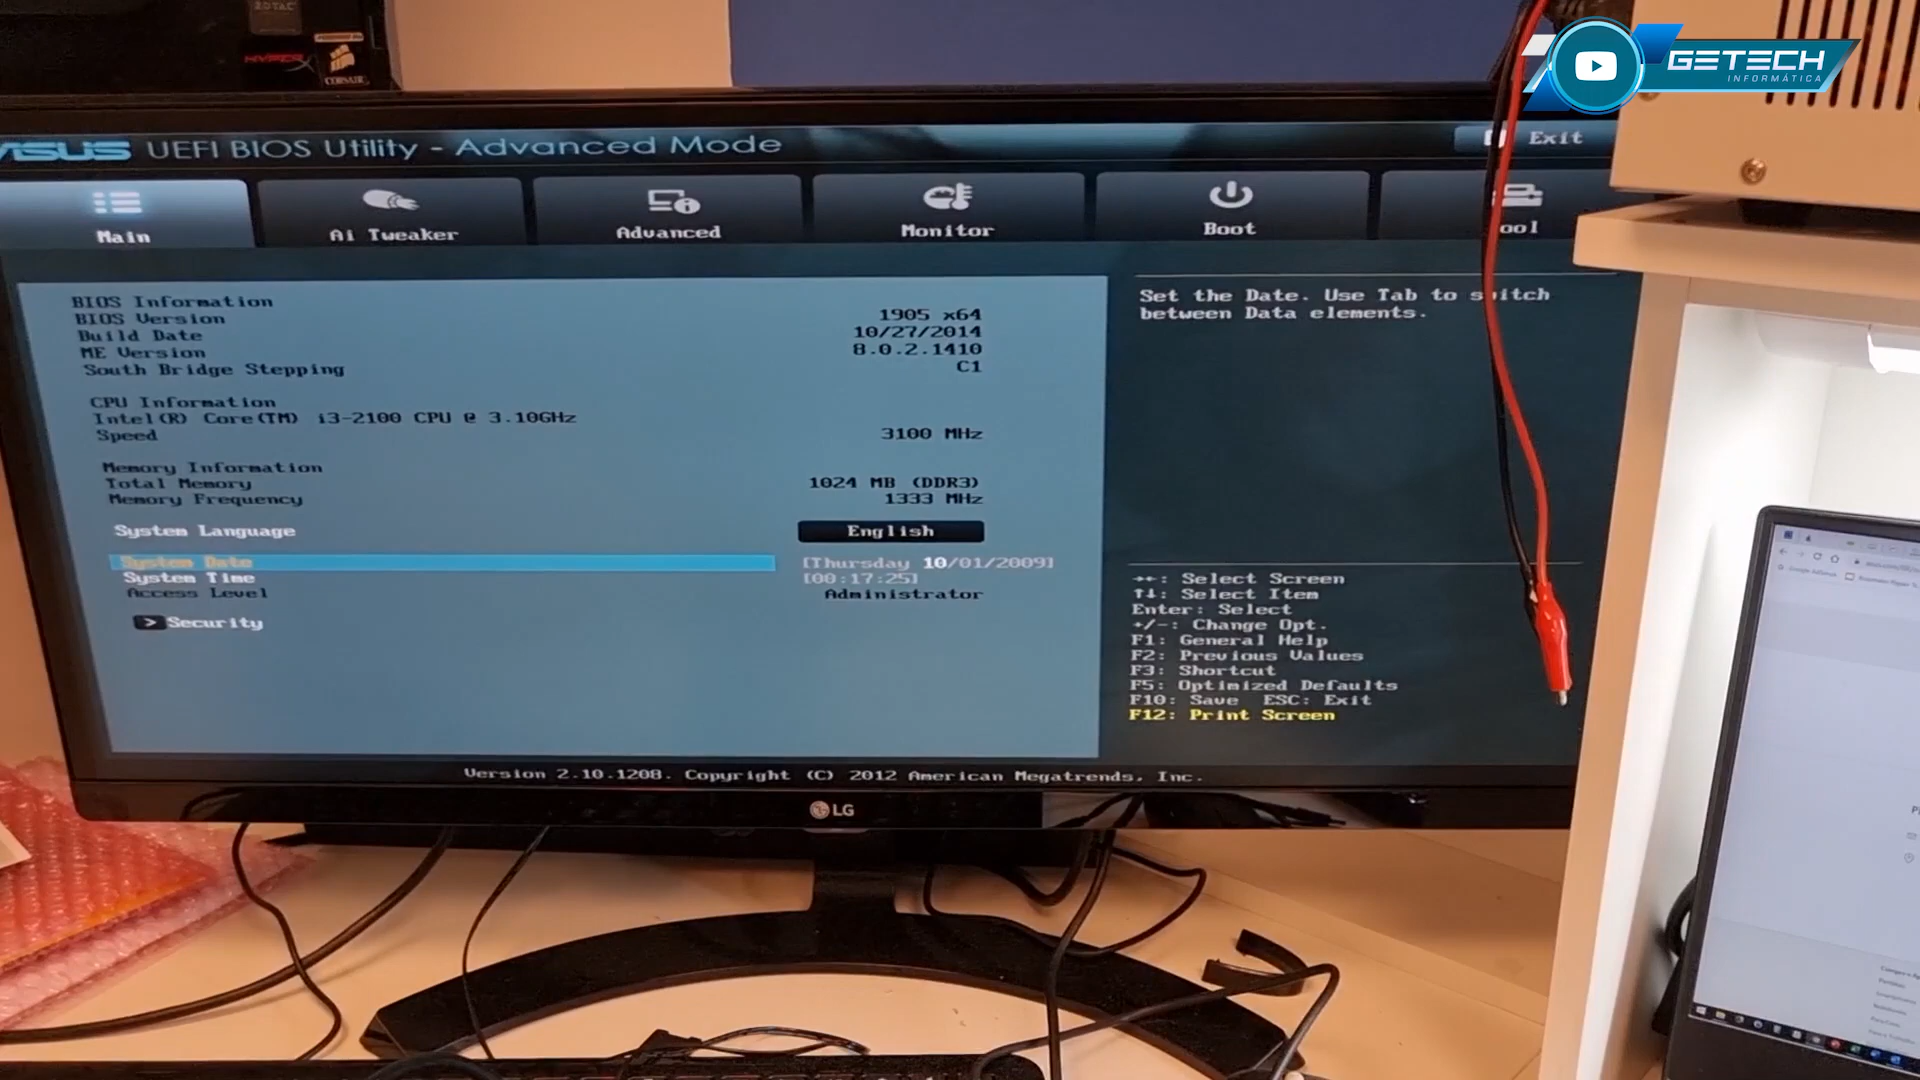 ZOTAC
HYPERX
CORSAIR
GETECH
INFORMÁTICA
ASUS UEFI BIOS Utility - Advanced Mode
Exit
Main
Ai Tweaker
Advanced
Monitor
Boot
ool
BIOS Information
BIOS Version 1905 x64
Build Date 10/27/2014
ME Version 8.0.2.1410
South Bridge Stepping C1
CPU Information
Intel(R) Core(TM) i3-2100 CPU @ 3.10GHz
Speed 3100 MHz
Memory Information
Total Memory 1024 MB (DDR3)
Memory Frequency 1333 MHz
System Language English
System Date [Thursday 10/01/2009]
System Time [00:17:25]
Access Level Administrator
> Security
Set the Date. Use Tab to switch
between Data elements.
→←: Select Screen
↑↓: Select Item
Enter: Select
+/-: Change Opt.
F1: General Help
F2: Previous Values
F3: Shortcut
F5: Optimized Defaults
F10: Save ESC: Exit
F12: Print Screen
Version 2.10.1208. Copyright (C) 2012 American Megatrends, Inc.
LG